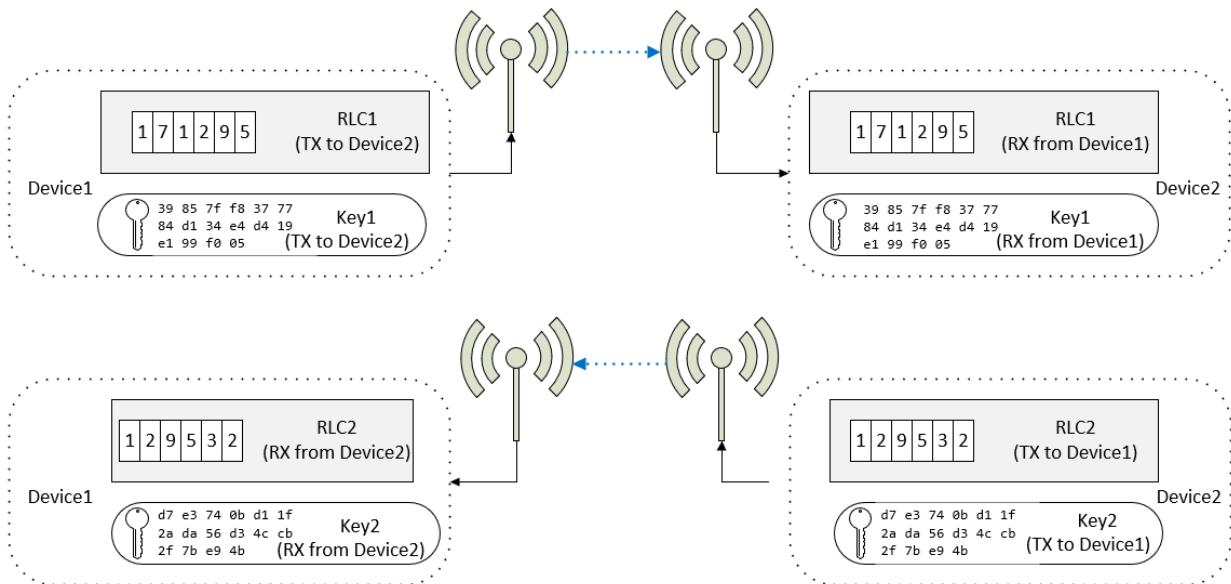 1 7 1 2 9 5
RLC1
(TX to Device2)
Device1
39 85 7f f8 37 77
84 d1 34 e4 d4 19
e1 99 f0 05
Key1
(TX to Device2)
1 7 1 2 9 5
RLC1
(RX from Device1)
Device2
39 85 7f f8 37 77
84 d1 34 e4 d4 19
e1 99 f0 05
Key1
(RX from Device1)
1 2 9 5 3 2
RLC2
(RX from Device2)
Device1
d7 e3 74 0b d1 1f
2a da 56 d3 4c cb
2f 7b e9 4b
Key2
(RX from Device2)
1 2 9 5 3 2
RLC2
(TX to Device1)
Device2
d7 e3 74 0b d1 1f
2a da 56 d3 4c cb
2f 7b e9 4b
Key2
(TX to Device1)